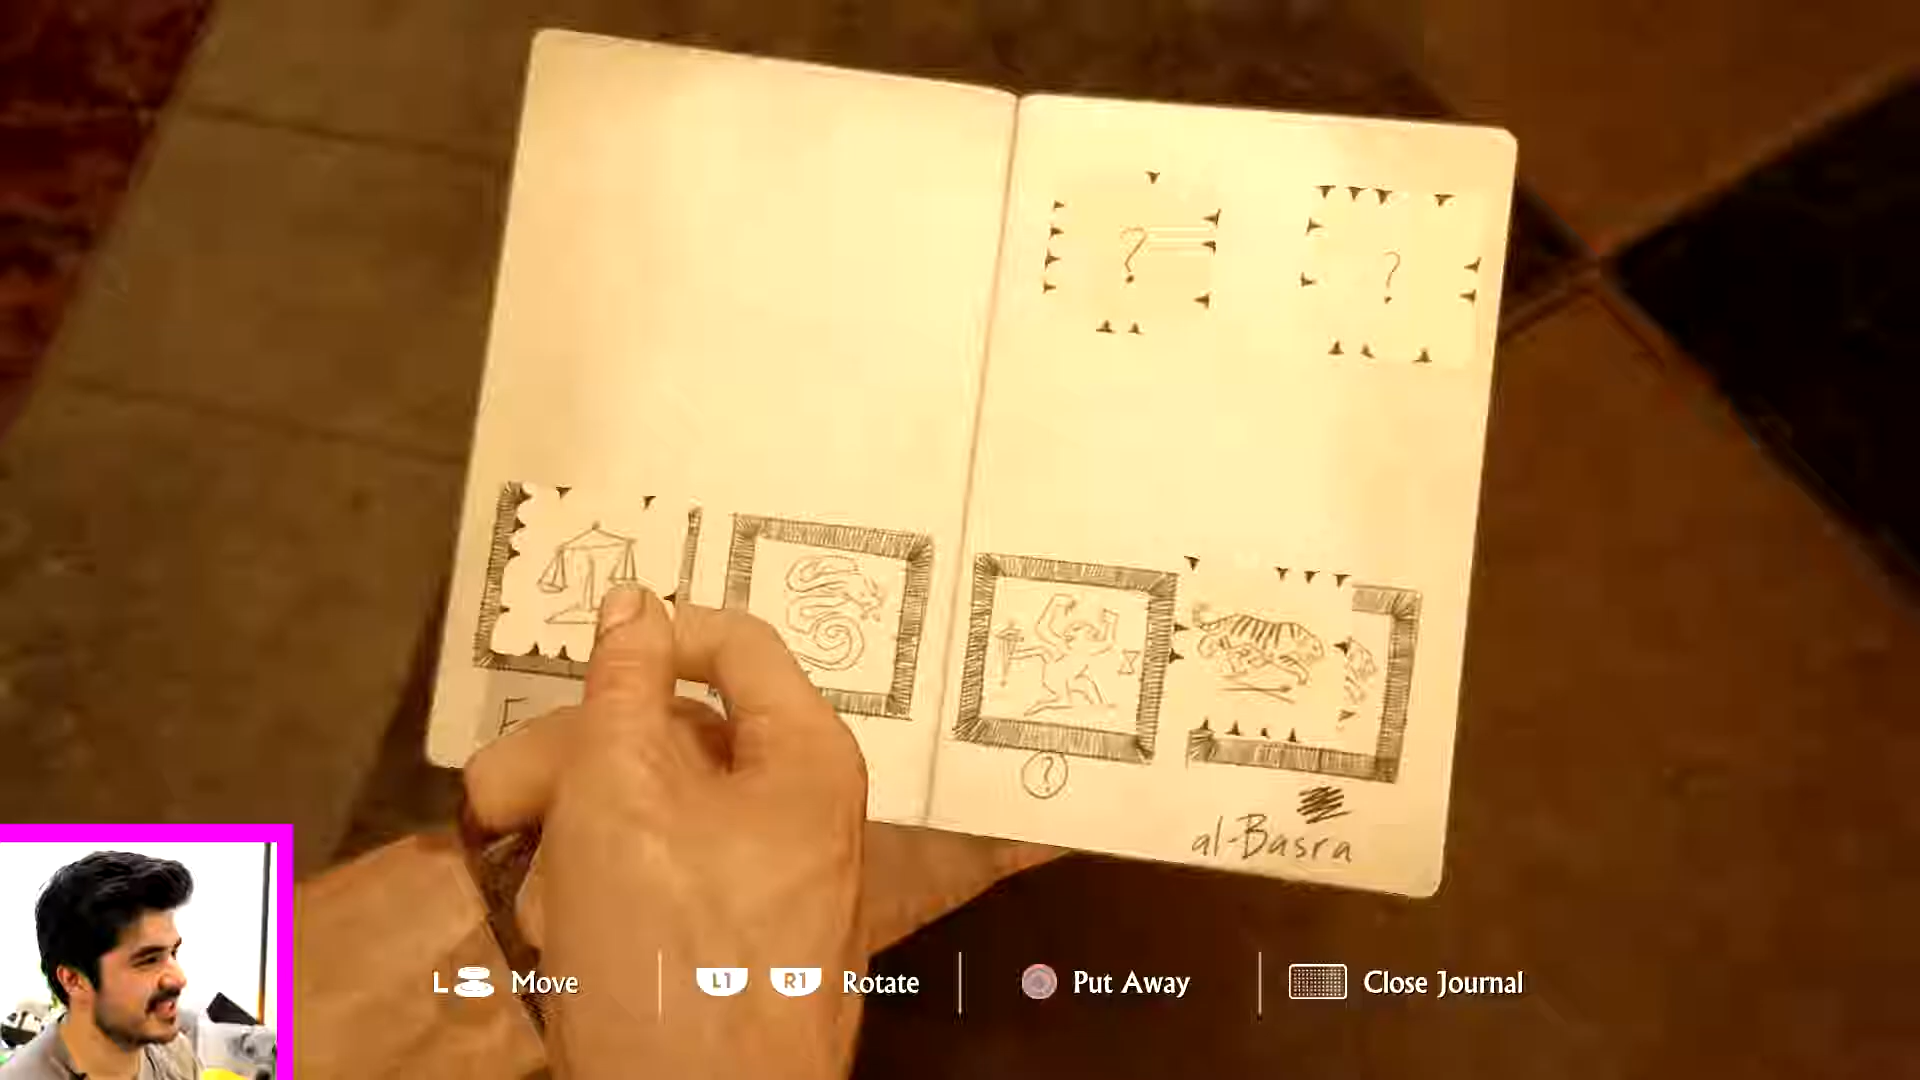 ?
?
?
al-Basra
L Move
L1 R1 Rotate
Put Away
Close Journal